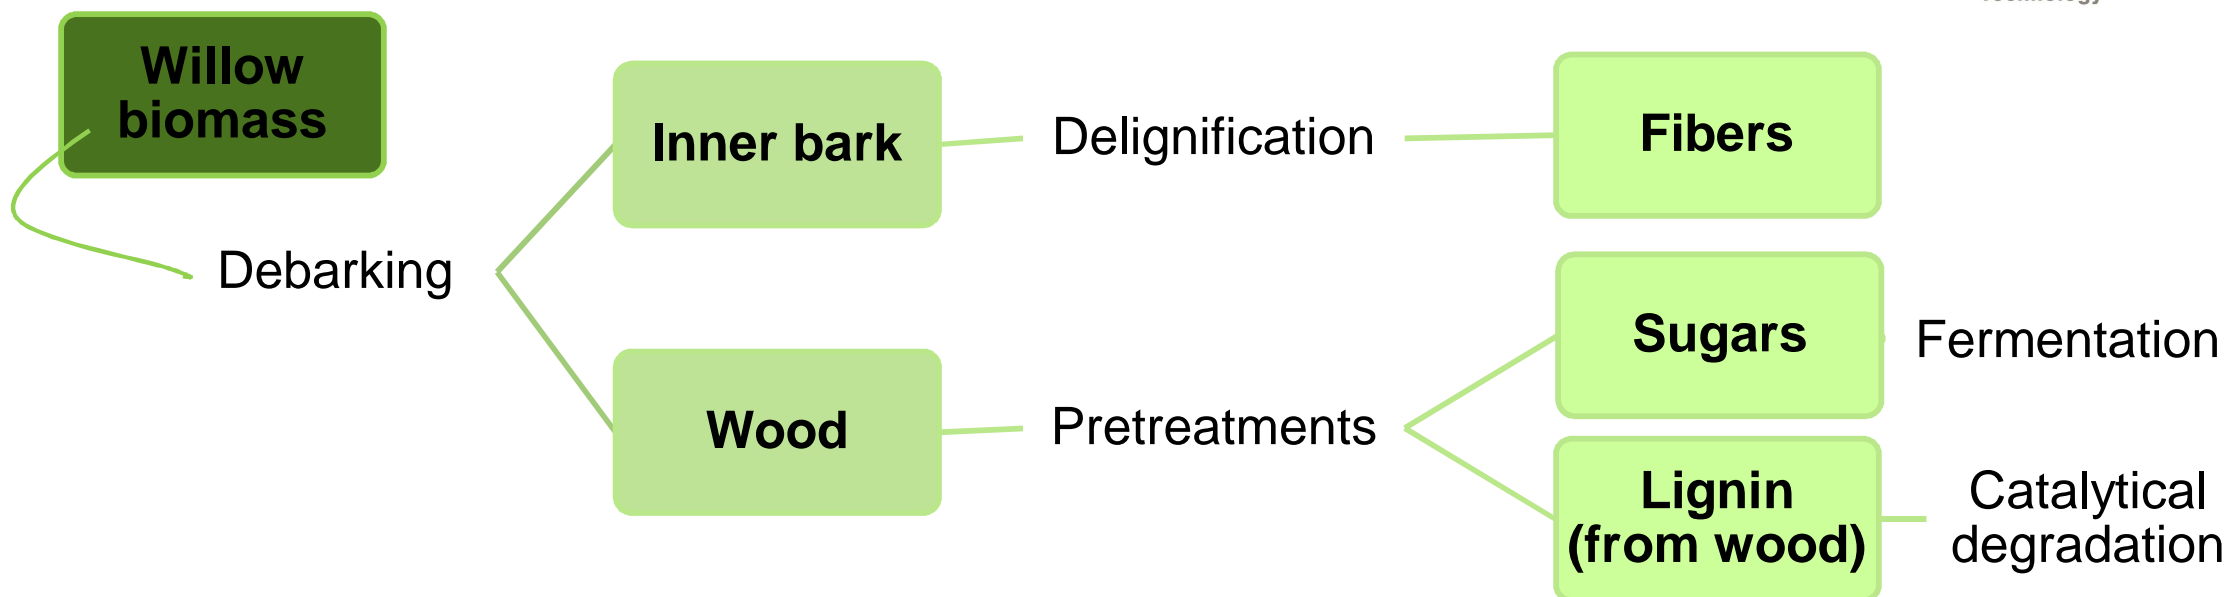 Willow
biomass
Debarking
Inner bark
Delignification
Fibers
Wood
Pretreatments
Sugars
Fermentation
Lignin
(from wood)
Catalytical
degradation